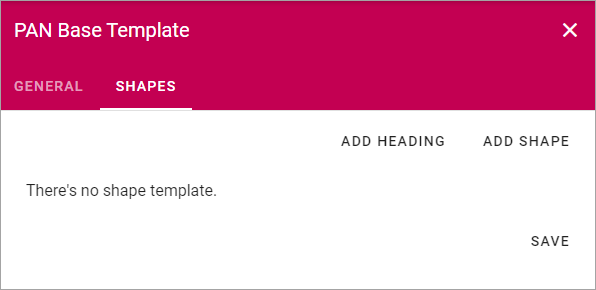 PAN Base Template
GENERAL SHAPES
ADD HEADING ADD SHAPE
There's no shape template.
SAVE